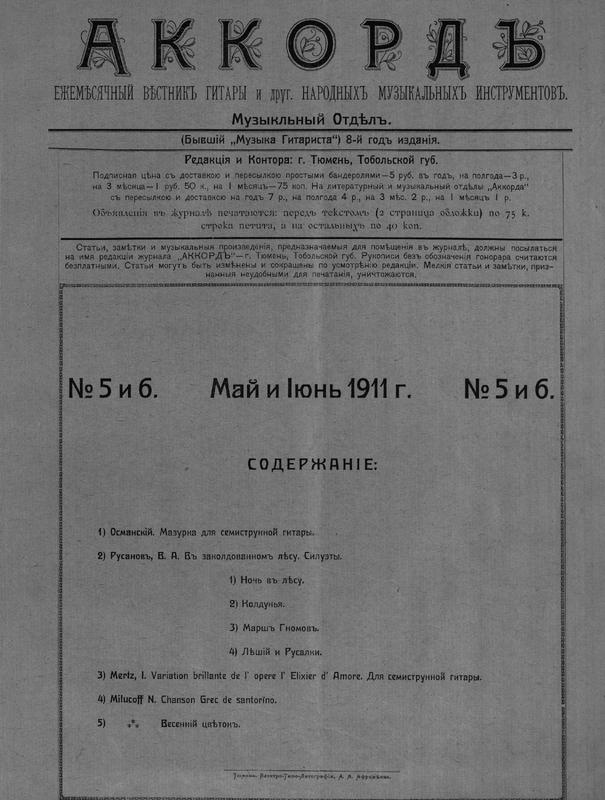 АККОРДЪ
ЕЖЕМѢСЯЧНЫЙ ВѢСТНИКЪ ГИТАРЫ и друг. НАРОДНЫХЪ МУЗЫКАЛЬНЫХЪ ИНСТРУМЕНТОВЪ.
Музыкльный Отдѣлъ.
(Бывшій „Музыка Гитариста“) 8-й годъ изданія.
Редакція и Контора: г. Тюмень, Тобольской губ.
Подписная цѣна съ доставкою и пересылкою простыми бандеролями—5 руб. въ годъ, на полгода—3 р.,
на 3 мѣсяца—1 руб. 50 к., на 1 мѣсяцъ—75 коп. На литературный и музыкальный отдѣлы „Аккорда“
съ пересылкою и доставкою на годъ 7 р., на полгода 4 р., на 3 мѣс. 2 р., на 1 мѣсяцъ 1 р.
Объявленія въ журналѣ печатаются: передъ текстомъ (2 страница обложки) по 75 к.
строка петита, а на остальныхъ по 40 коп.
Статьи, замѣтки и музыкальныя произведенія, предназначаемыя для помѣщенія въ журналѣ, должны посылаться
на имя редакціи журнала „АККОРДЪ“—г. Тюмень, Тобольской губ. Рукописи безъ обозначенія гонорара считаются
безплатными. Статьи могутъ быть измѣнены и сокращены по усмотрѣнію редакціи. Мелкія статьи и замѣтки, приз-
нанныя неудобными для печатанія, уничтожаются.
№ 5 и 6. Май и Іюнь 1911 г. № 5 и 6.
СОДЕРЖАНІЕ:
1) Османскій. Мазурка для семиструнной гитары.
2) Русановъ, В. А. Въ заколдованномъ лѣсу. Силуэты.
1) Ночь въ лѣсу.
2) Колдунья.
3) Маршъ Гномовъ.
4) Лѣшій и Русалки.
3) Mertz, I. Variation brillante de l' opere l' Elixier d' Amore. Для семиструнной гитары.
4) Milucoff N. Chanson Grec de santorino.
5) ⁂ Весенній цвѣтокъ.
Тюмень, Электро-Типо-Литографія, А. М. Афромѣева.